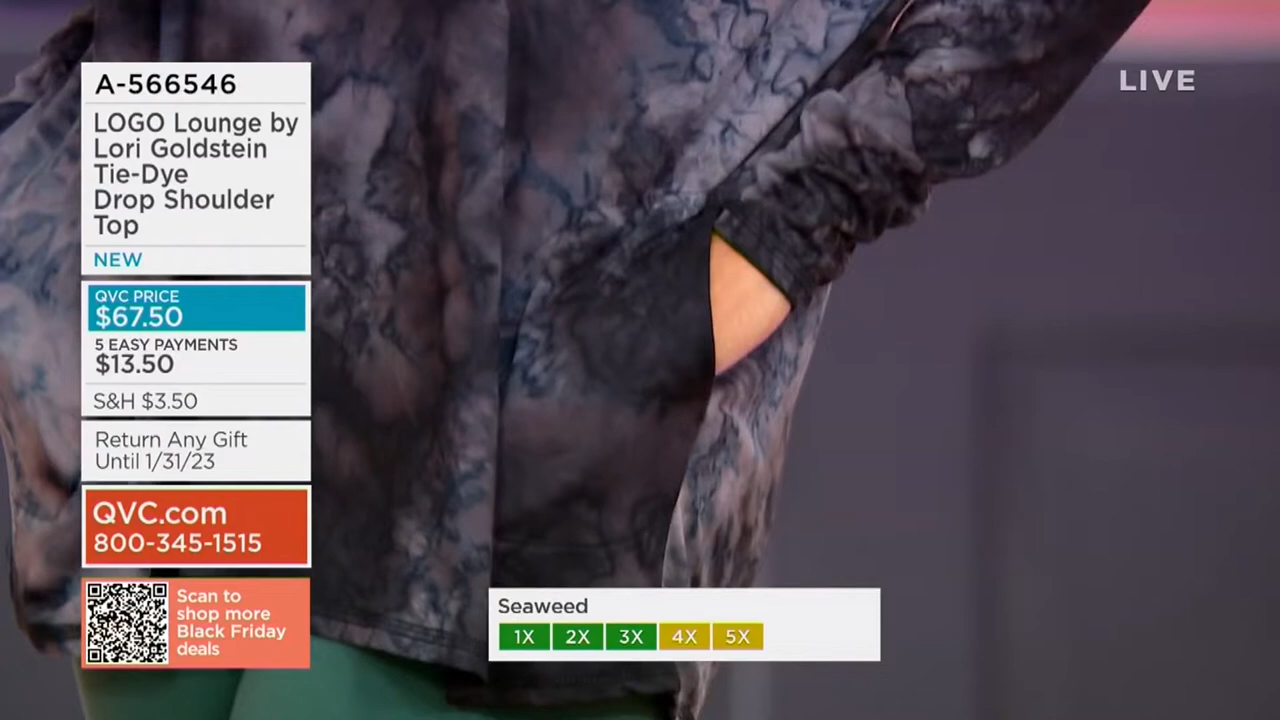 A-566546
LOGO Lounge by
Lori Goldstein
Tie-Dye
Drop Shoulder
Top
NEW
QVC PRICE
$67.50
5 EASY PAYMENTS
$13.50
S&H $3.50
Return Any Gift
Until 1/31/23
QVC.com
800-345-1515
Scan to
shop more
Black Friday
deals
LIVE
Seaweed
1X 2X 3X 4X 5X